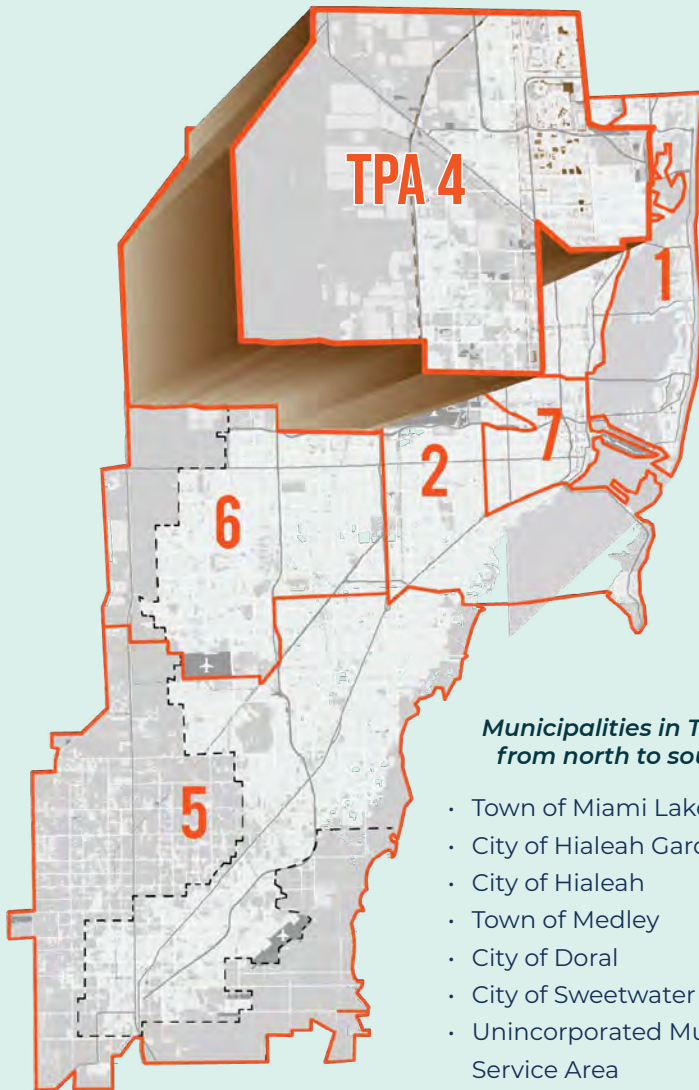 TPA 4
1
7
2
6
5
Municipalities in T
from north to sou
· Town of Miami Lake
· City of Hialeah Gard
· City of Hialeah
· Town of Medley
· City of Doral
· City of Sweetwater
· Unincorporated Mu
Service Area